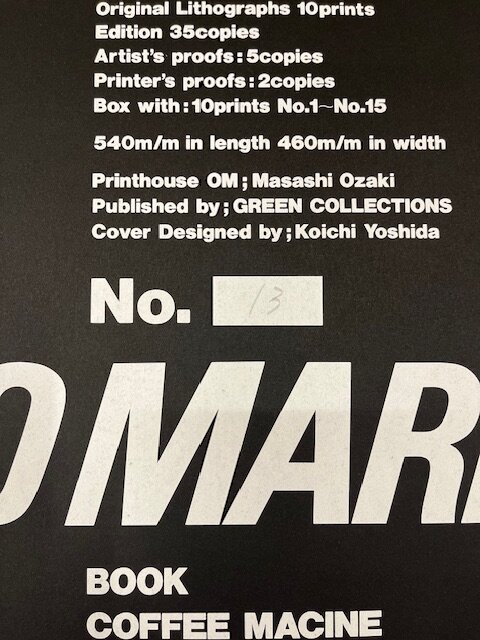 Original Lithographs 10prints
Edition 35copies
Artist's proofs:5copies
Printer's proofs:2copies
Box with:10prints No.1~No.15
540m/m in length 460m/m in width
Printhouse OM;Masashi Ozaki
Published by;GREEN COLLECTIONS
Cover Designed by;Koichi Yoshida
No. 13
O MAR
BOOK
COFFEE MACINE